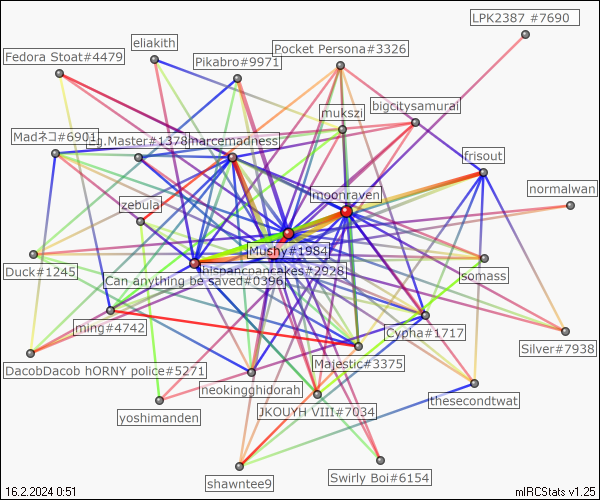 LPK2387 #7690
eliakith
Pocket Persona#3326
Fedora Stoat#4479
Pikabro#9971
bigcitysamurai
mukszi
Madネコ#6901
.g.Master#1378
narcemadness
frisout
moonraven
normalwan
zebula
Mushy#1984
Duck#1245
hispancpancakes#2928
somass
Can anything be saved#0396
ming#4742
Cypha#1717
Silver#7938
DacobDacob hORNY police#5271
Majestic#3375
neokingghidorah
thesecondtwat
yoshimanden
JKOUYH VIII#7034
Swirly Boi#6154
shawntee9
16.2.2024 0:51
mIRCStats v1.25